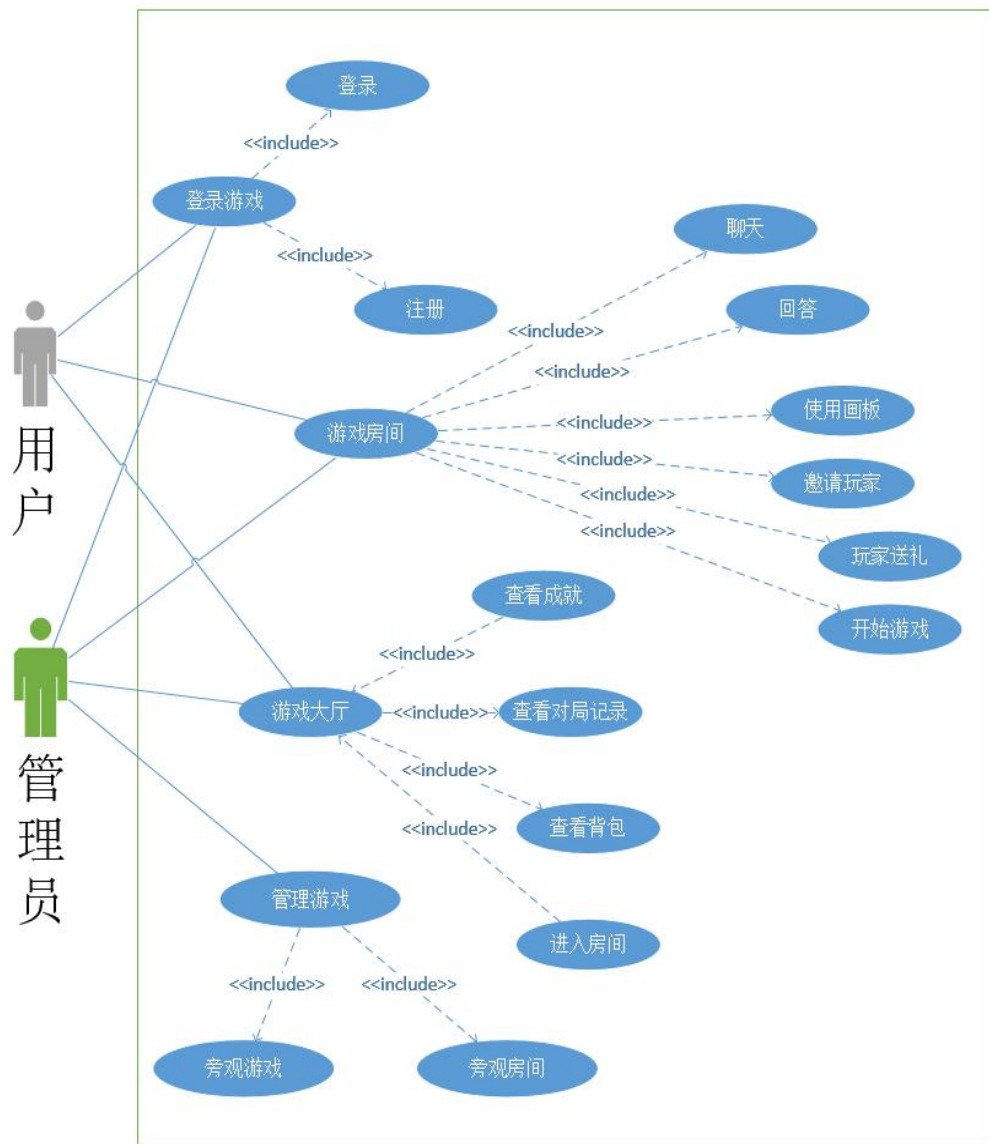 登录
<<include>>
登录游戏
<<include>>
聊天
注册
回答
<<include>>
<<include>>
使用画板
<<include>>
游戏房间
用户
<<include>>
邀请玩家
<<include>>
<<include>>
玩家送礼
查看成就
开始游戏
<<include>>
游戏大厅
<<include>>
查看对局记录
管理员
<<include>>
<<include>>
查看背包
管理游戏
进入房间
<<include>>
<<include>>
旁观游戏
旁观房间